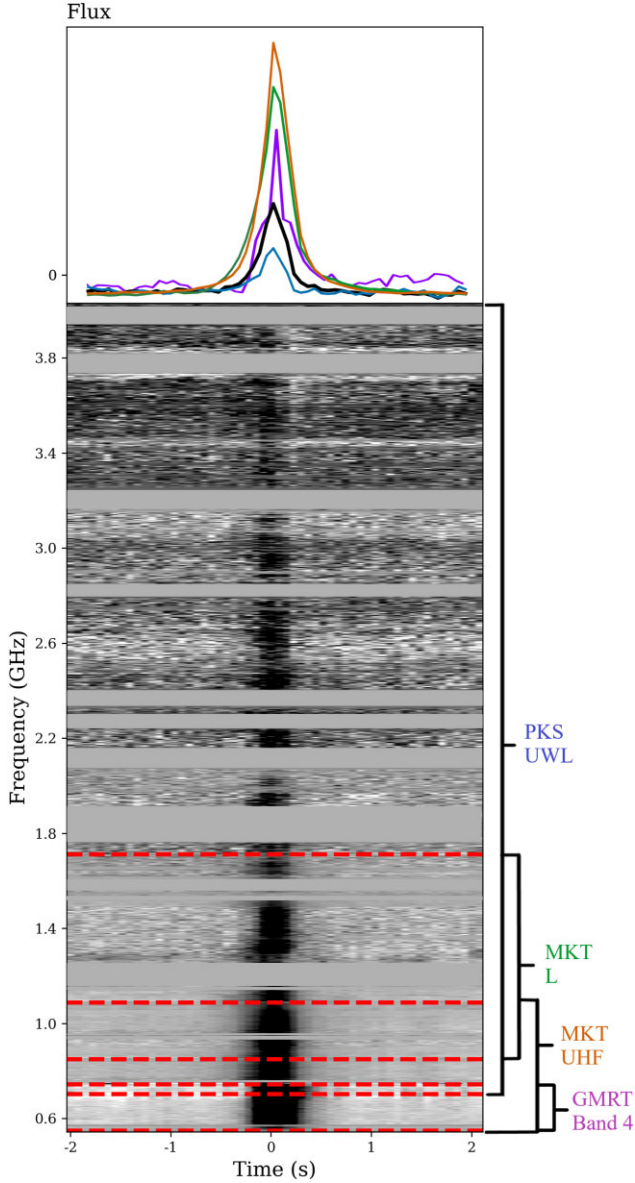 Flux
0
3.8
3.4
3.0
2.6
2.2
1.8
1.4
1.0
0.6
Frequency (GHz)
-2
-1
0
1
2
Time (s)
PKS
UWL
MKT
L
MKT
UHF
GMRT
Band 4